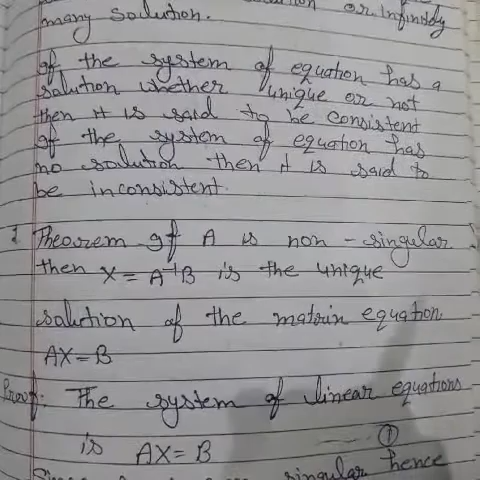 or infinitely
many solution.
If the system of equation has a
solution whether unique or not
then it is said to be consistent
If the system of equation has
no solution then it is said to
be inconsistent.
Theorem If A is non-singular
then X = A⁻¹B is the unique
solution of the matrix equation
AX = B
Proof: The system of linear equations
is AX = B ①
singular hence